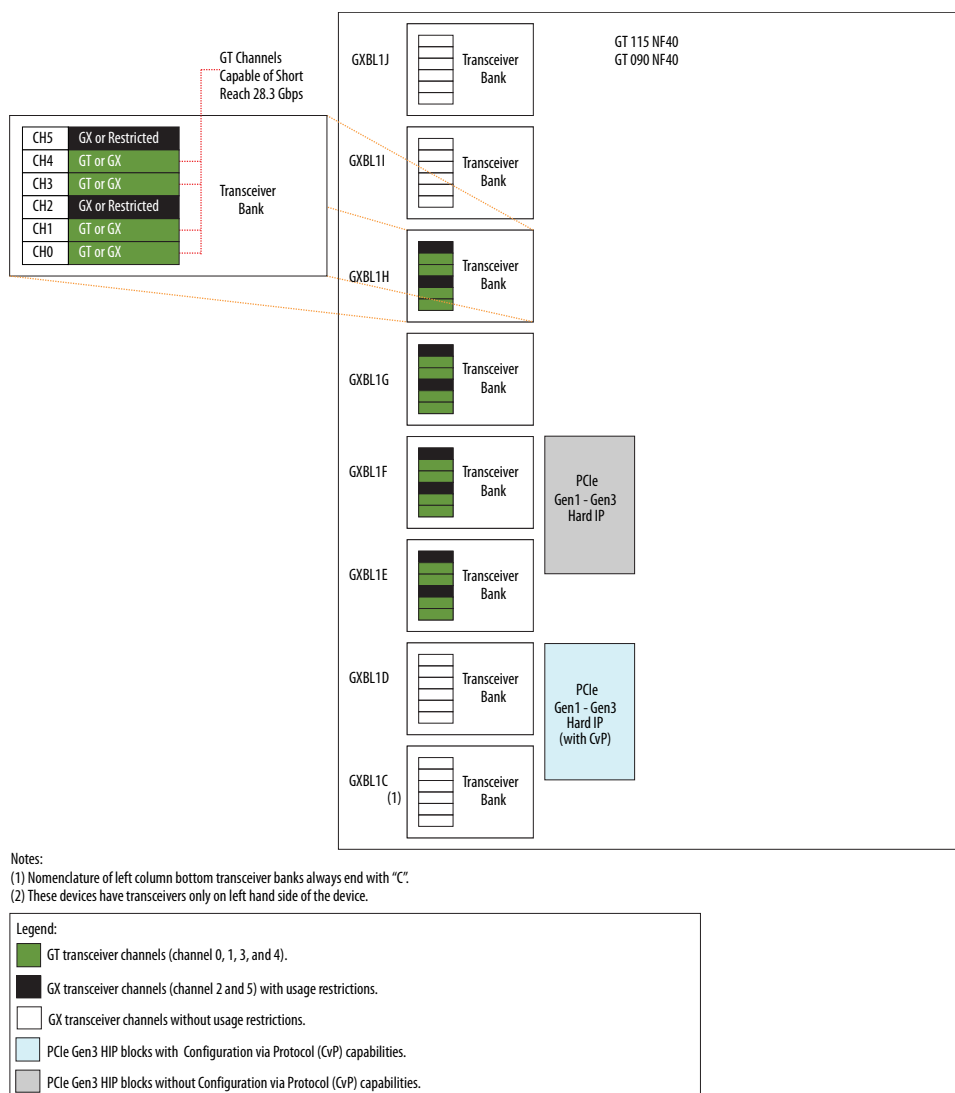 GT 115 NF40
GT 090 NF40
GT Channels
Capable of Short
Reach 28.3 Gbps
CH5 GX or Restricted
CH4 GT or GX
CH3 GT or GX
CH2 GX or Restricted
CH1 GT or GX
CH0 GT or GX
Transceiver
Bank
GXBL1J
Transceiver
Bank
GXBL1I
Transceiver
Bank
GXBL1H
Transceiver
Bank
GXBL1G
Transceiver
Bank
GXBL1F
Transceiver
Bank
PCIe
Gen1 - Gen3
Hard IP
GXBL1E
Transceiver
Bank
GXBL1D
Transceiver
Bank
PCIe
Gen1 - Gen3
Hard IP
(with CvP)
GXBL1C
(1)
Transceiver
Bank
Notes:
(1) Nomenclature of left column bottom transceiver banks always end with “C”.
(2) These devices have transceivers only on left hand side of the device.
Legend:
GT transceiver channels (channel 0, 1, 3, and 4).
GX transceiver channels (channel 2 and 5) with usage restrictions.
GX transceiver channels without usage restrictions.
PCIe Gen3 HIP blocks with Configuration via Protocol (CvP) capabilities.
PCIe Gen3 HIP blocks without Configuration via Protocol (CvP) capabilities.